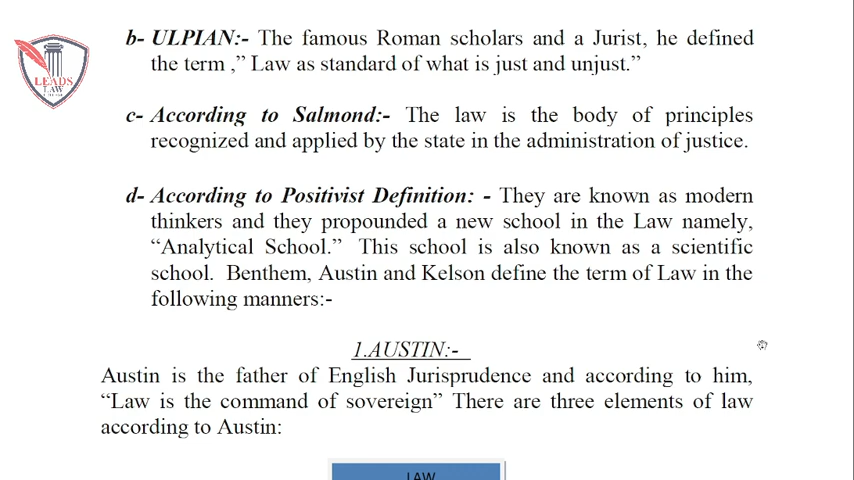 LEADS
LAW
b- ULPIAN:- The famous Roman scholars and a Jurist, he defined
the term ,” Law as standard of what is just and unjust.”
c- According to Salmond:- The law is the body of principles
recognized and applied by the state in the administration of justice.
d- According to Positivist Definition: - They are known as modern
thinkers and they propounded a new school in the Law namely,
“Analytical School.” This school is also known as a scientific
school. Benthem, Austin and Kelson define the term of Law in the
following manners:-
1.AUSTIN:-
Austin is the father of English Jurisprudence and according to him,
“Law is the command of sovereign” There are three elements of law
according to Austin:
LAW